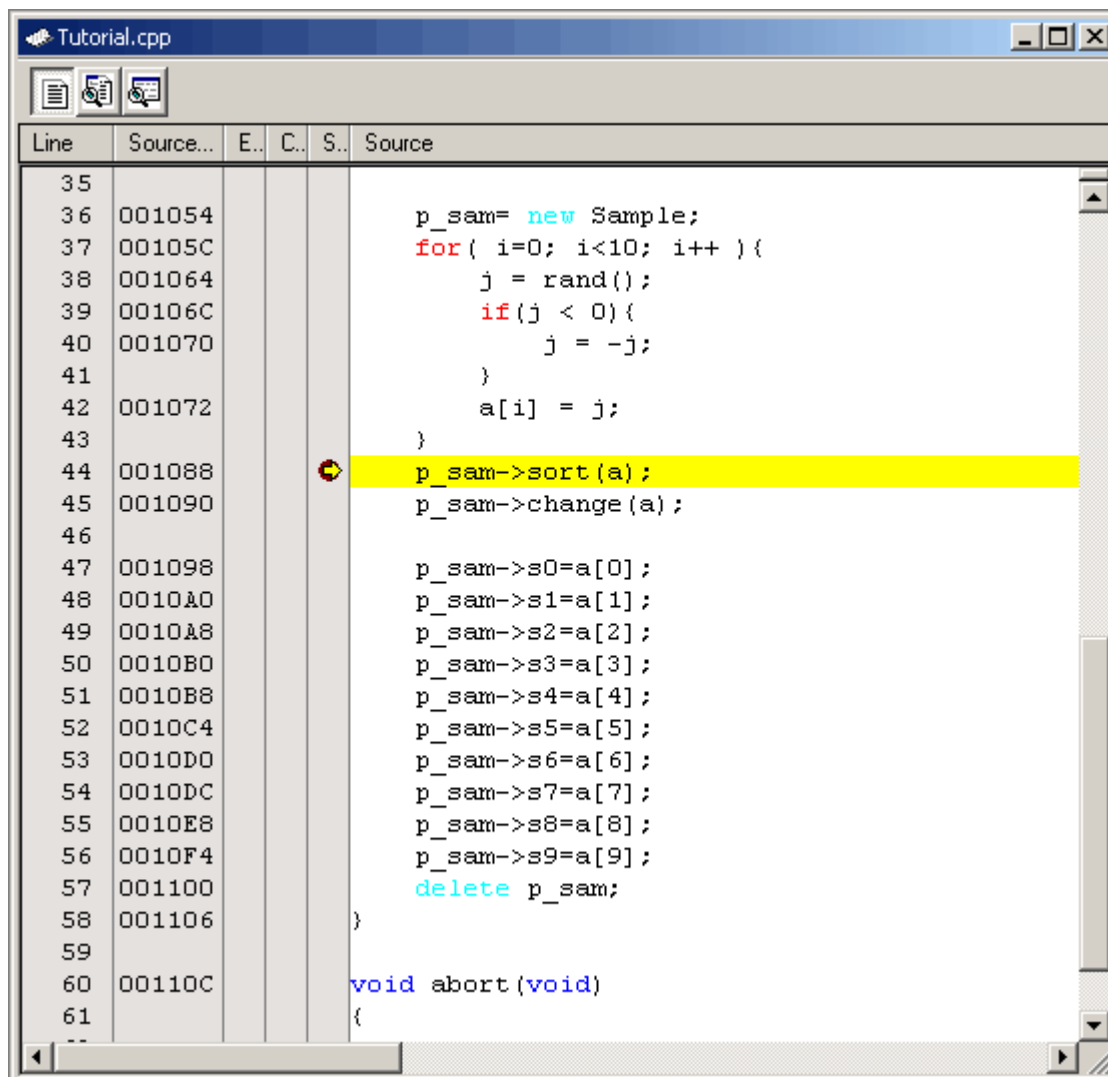 Tutorial.cpp
Line Source... E.. C.. S.. Source
35
36 001054 p_sam= new Sample;
37 00105C for( i=0; i<10; i++ ){
38 001064 j = rand();
39 00106C if(j < 0){
40 001070 j = -j;
41 }
42 001072 a[i] = j;
43 }
44 001088 p_sam->sort(a);
45 001090 p_sam->change(a);
46
47 001098 p_sam->s0=a[0];
48 0010A0 p_sam->s1=a[1];
49 0010A8 p_sam->s2=a[2];
50 0010B0 p_sam->s3=a[3];
51 0010B8 p_sam->s4=a[4];
52 0010C4 p_sam->s5=a[5];
53 0010D0 p_sam->s6=a[6];
54 0010DC p_sam->s7=a[7];
55 0010E8 p_sam->s8=a[8];
56 0010F4 p_sam->s9=a[9];
57 001100 delete p_sam;
58 001106 }
59
60 00110C void abort(void)
61 {